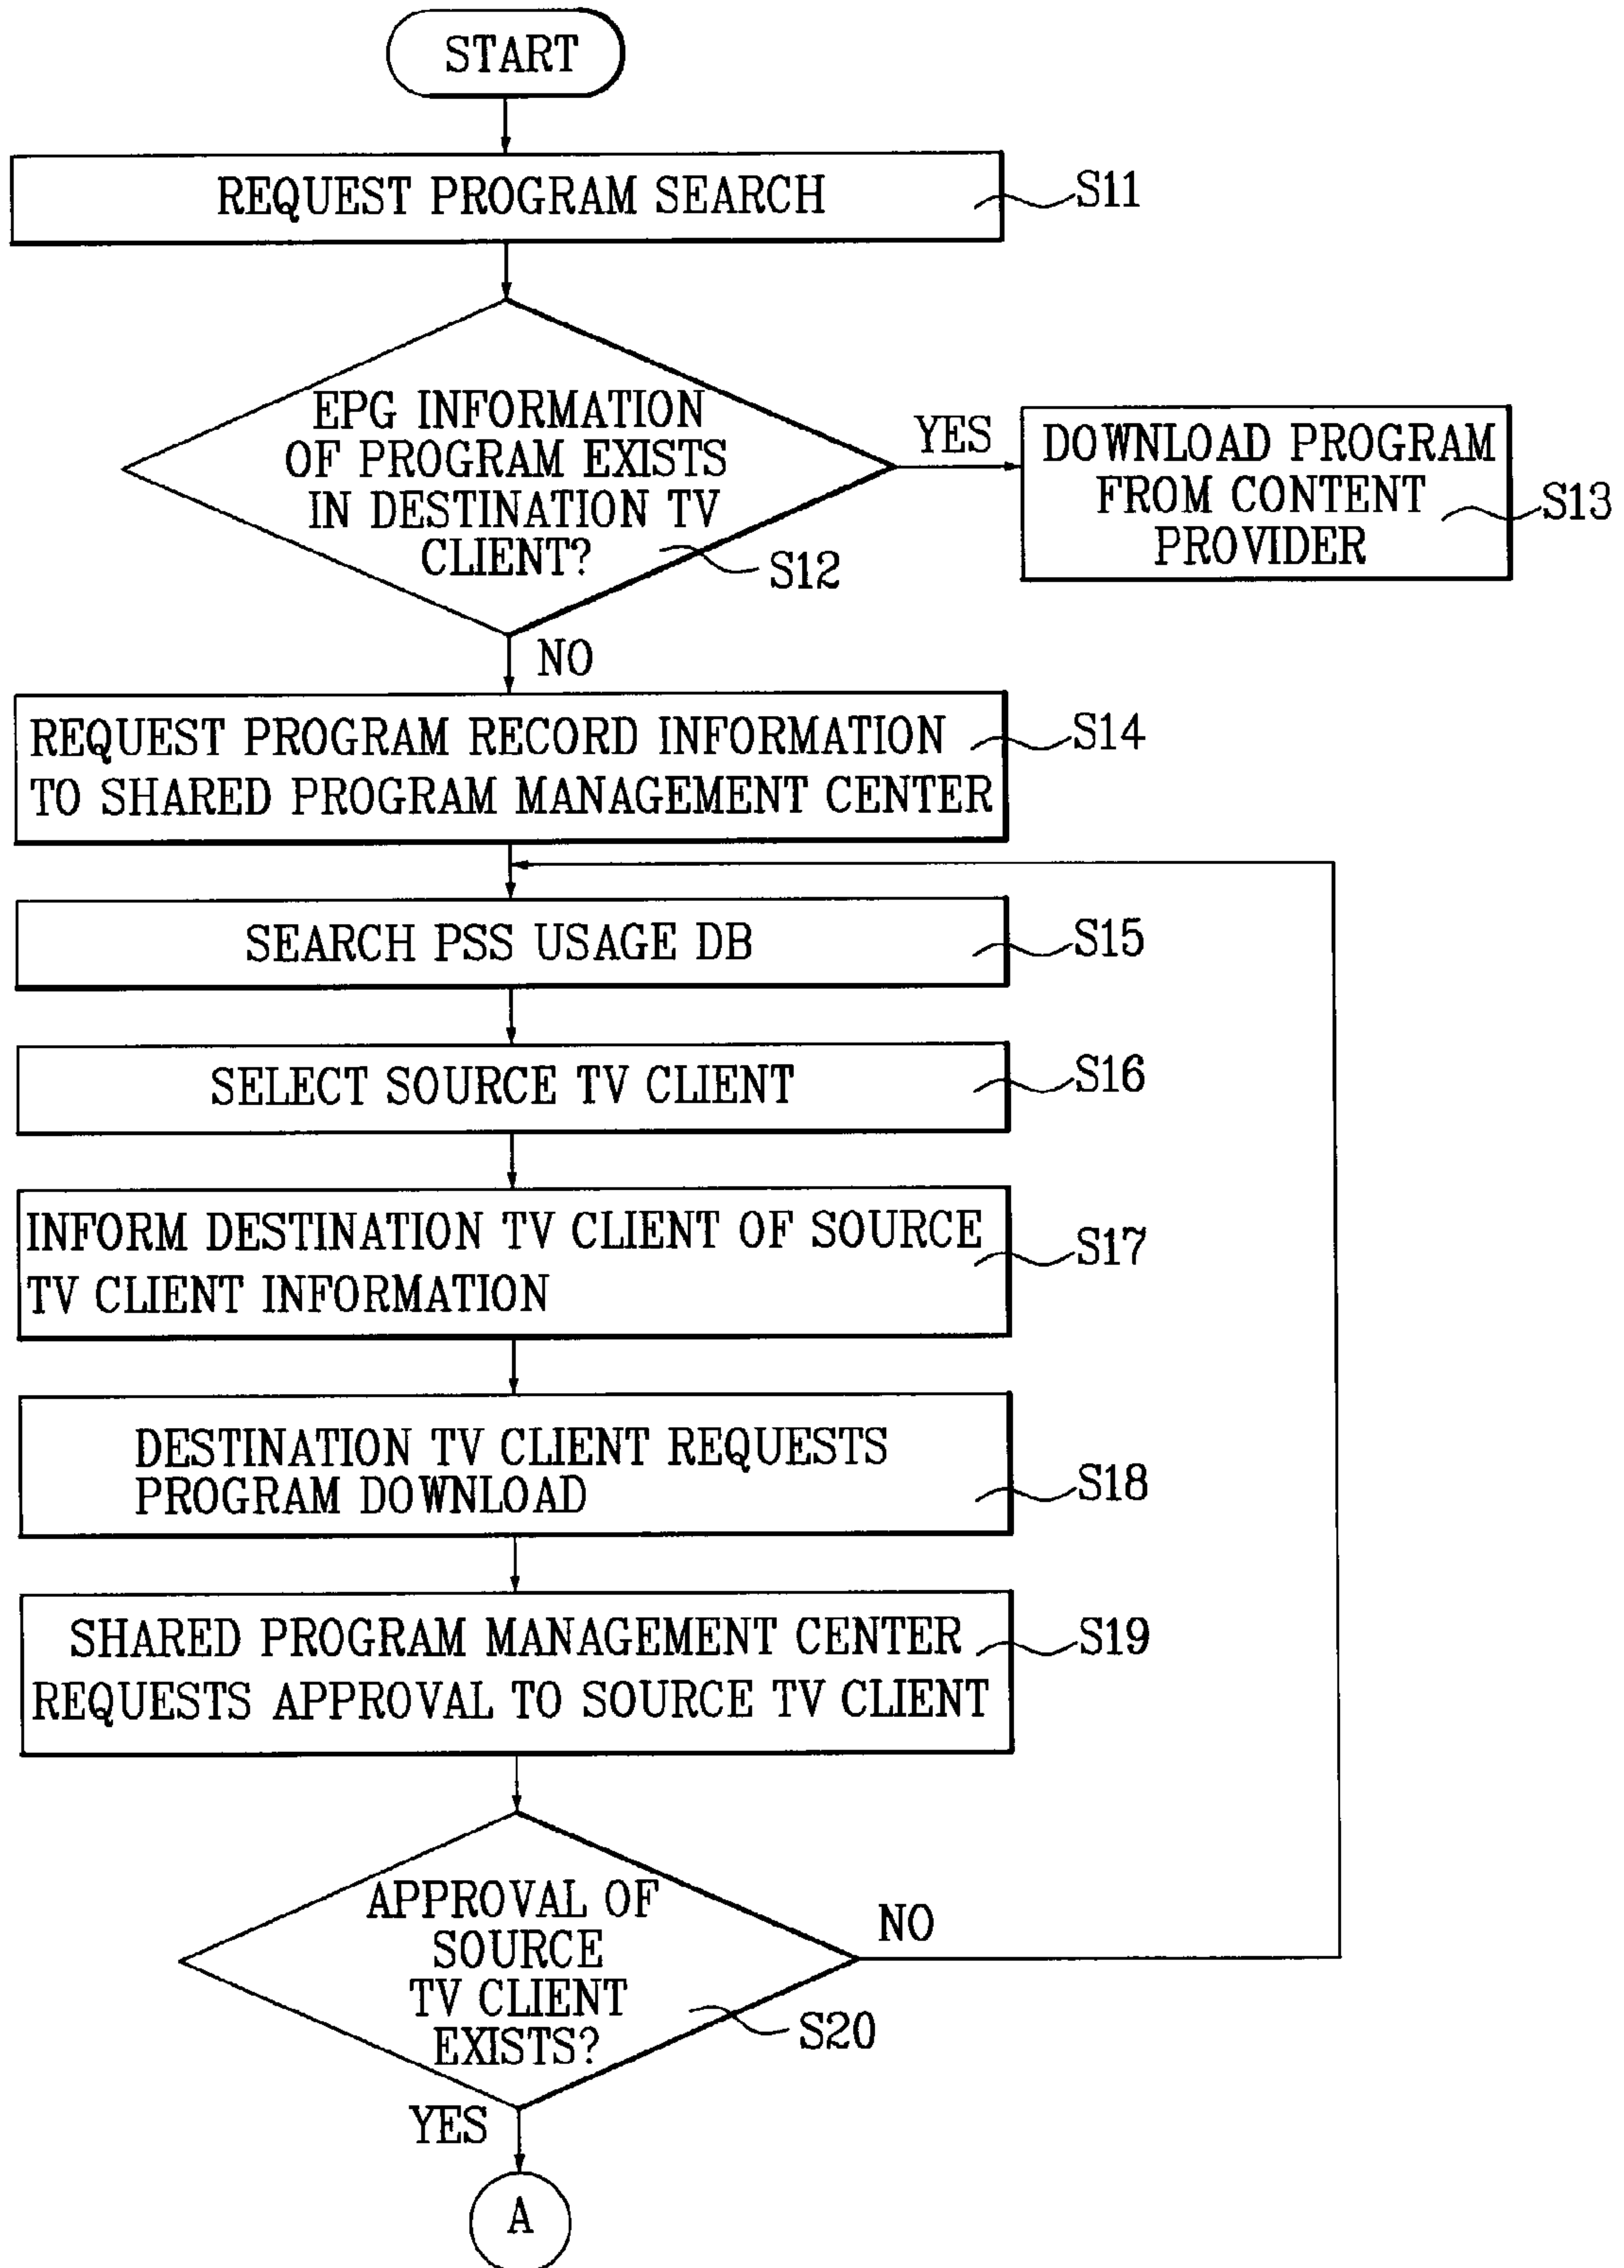 START
REQUEST PROGRAM SEARCH
S11
EPG INFORMATION
OF PROGRAM EXISTS
IN DESTINATION TV
CLIENT?
S12
YES
DOWNLOAD PROGRAM
FROM CONTENT
PROVIDER
S13
NO
REQUEST PROGRAM RECORD INFORMATION
TO SHARED PROGRAM MANAGEMENT CENTER
S14
SEARCH PSS USAGE DB
S15
SELECT SOURCE TV CLIENT
S16
INFORM DESTINATION TV CLIENT OF SOURCE
TV CLIENT INFORMATION
S17
DESTINATION TV CLIENT REQUESTS
PROGRAM DOWNLOAD
S18
SHARED PROGRAM MANAGEMENT CENTER
REQUESTS APPROVAL TO SOURCE TV CLIENT
S19
APPROVAL OF
SOURCE
TV CLIENT
EXISTS?
S20
NO
YES
A